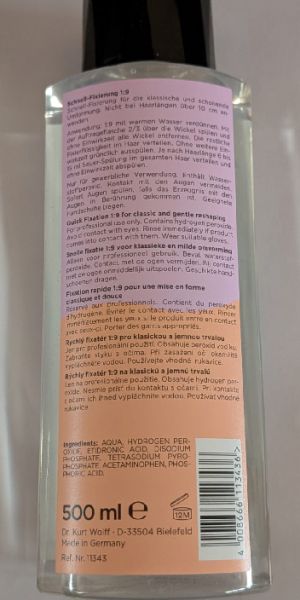 Schnell-Fixierung 1:9
Schnell-Fixierung für die klassische und schonende
Umformung. Nicht bei Haarlängen über 10 cm an-
wenden.
Anwendung: 1:9 mit warmem Wasser verdünnen. Mit
der Auftrageflasche 2/3 über die Wickel spülen und
ohne Einwirkzeit alle Wickel entfernen. Die restliche
Fixierflüssigkeit im Haar verteilen. Ohne weitere Ein-
wirkzeit gründlich ausspülen. Je nach Haarlänge 6 bis
15 ml Sauer-Spülung im gesamten Haar verteilen und
ohne Einwirkzeit abspülen.
Nur für gewerbliche Verwendung. Enthält Wasser-
stoffperoxid. Kontakt mit den Augen vermeiden.
Sofort Augen spülen, falls das Erzeugnis mit den
Augen in Berührung gekommen ist. Geeignete
Handschuhe tragen.
Quick Fixation 1:9 for classic and gentle reshaping
For professional use only. Contains hydrogen peroxide.
Avoid contact with eyes. Rinse immediately if product
comes into contact with them. Wear suitable gloves.
Snelle fixatie 1:9 voor klassieke en milde omvorming
Alleen voor professioneel gebruik. Bevat waterstof-
peroxide. Contact met de ogen vermijden. Bij contact
met de ogen onmiddellijk uitspoelen. Geschikte hand-
schoenen dragen.
Fixation rapide 1:9 pour une mise en forme
classique et douce
Réservé aux professionnels. Contient du peroxyde
d'hydrogène. Éviter le contact avec les yeux. Rincer
immédiatement les yeux si le produit entre en contact
avec ceux-ci. Porter des gants appropriés.
Rychlý fixatér 1:9 pro klasickou a jemnou trvalou
Jen pro profesionální použití. Obsahuje peroxid vodíku.
Zabraňte styku s očima. Při zasažení očí okamžitě
vypláchněte vodou. Používejte vhodné rukavice.
Rýchly fixatér 1:9 na klasickú a jemnú trvalú
Len na profesionálne použitie. Obsahuje hydrogen per-
oxide. Nesmie prísť do kontaktu s očami. Pri kontakte
vypláchnite vodou. Používať vhodné
rukavice.
Ingredients: AQUA, HYDROGEN PER-
OXIDE, ETIDRONIC ACID, DISODIUM
PHOSPHATE, TETRASODIUM PYRO-
PHOSPHATE, ACETAMINOPHEN, PHOS-
PHORIC ACID.
500 ml e
12M
Dr. Kurt Wolff · D-33504 Bielefeld
Made in Germany
Ref. Nr. 11343
4 008666 113436